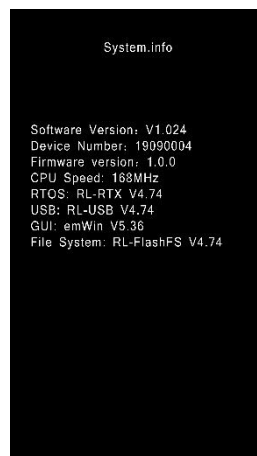 System.info
Software Version: V1.024
Device Number: 19090004
Firmware version: 1.0.0
CPU Speed: 168MHz
RTOS: RL-RTX V4.74
USB: RL-USB V4.74
GUI: emWin V5.36
File System: RL-FlashFS V4.74